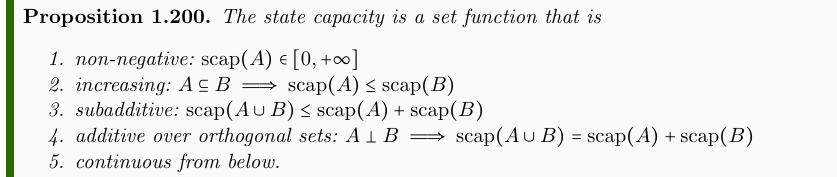 Proposition 1.200. The state capacity is a set function that is
1. non-negative: scap(A) ∈ [0, +∞]
2. increasing: A ⊆ B ⟹ scap(A) ≤ scap(B)
3. subadditive: scap(A ∪ B) ≤ scap(A) + scap(B)
4. additive over orthogonal sets: A ⊥ B ⟹ scap(A ∪ B) = scap(A) + scap(B)
5. continuous from below.